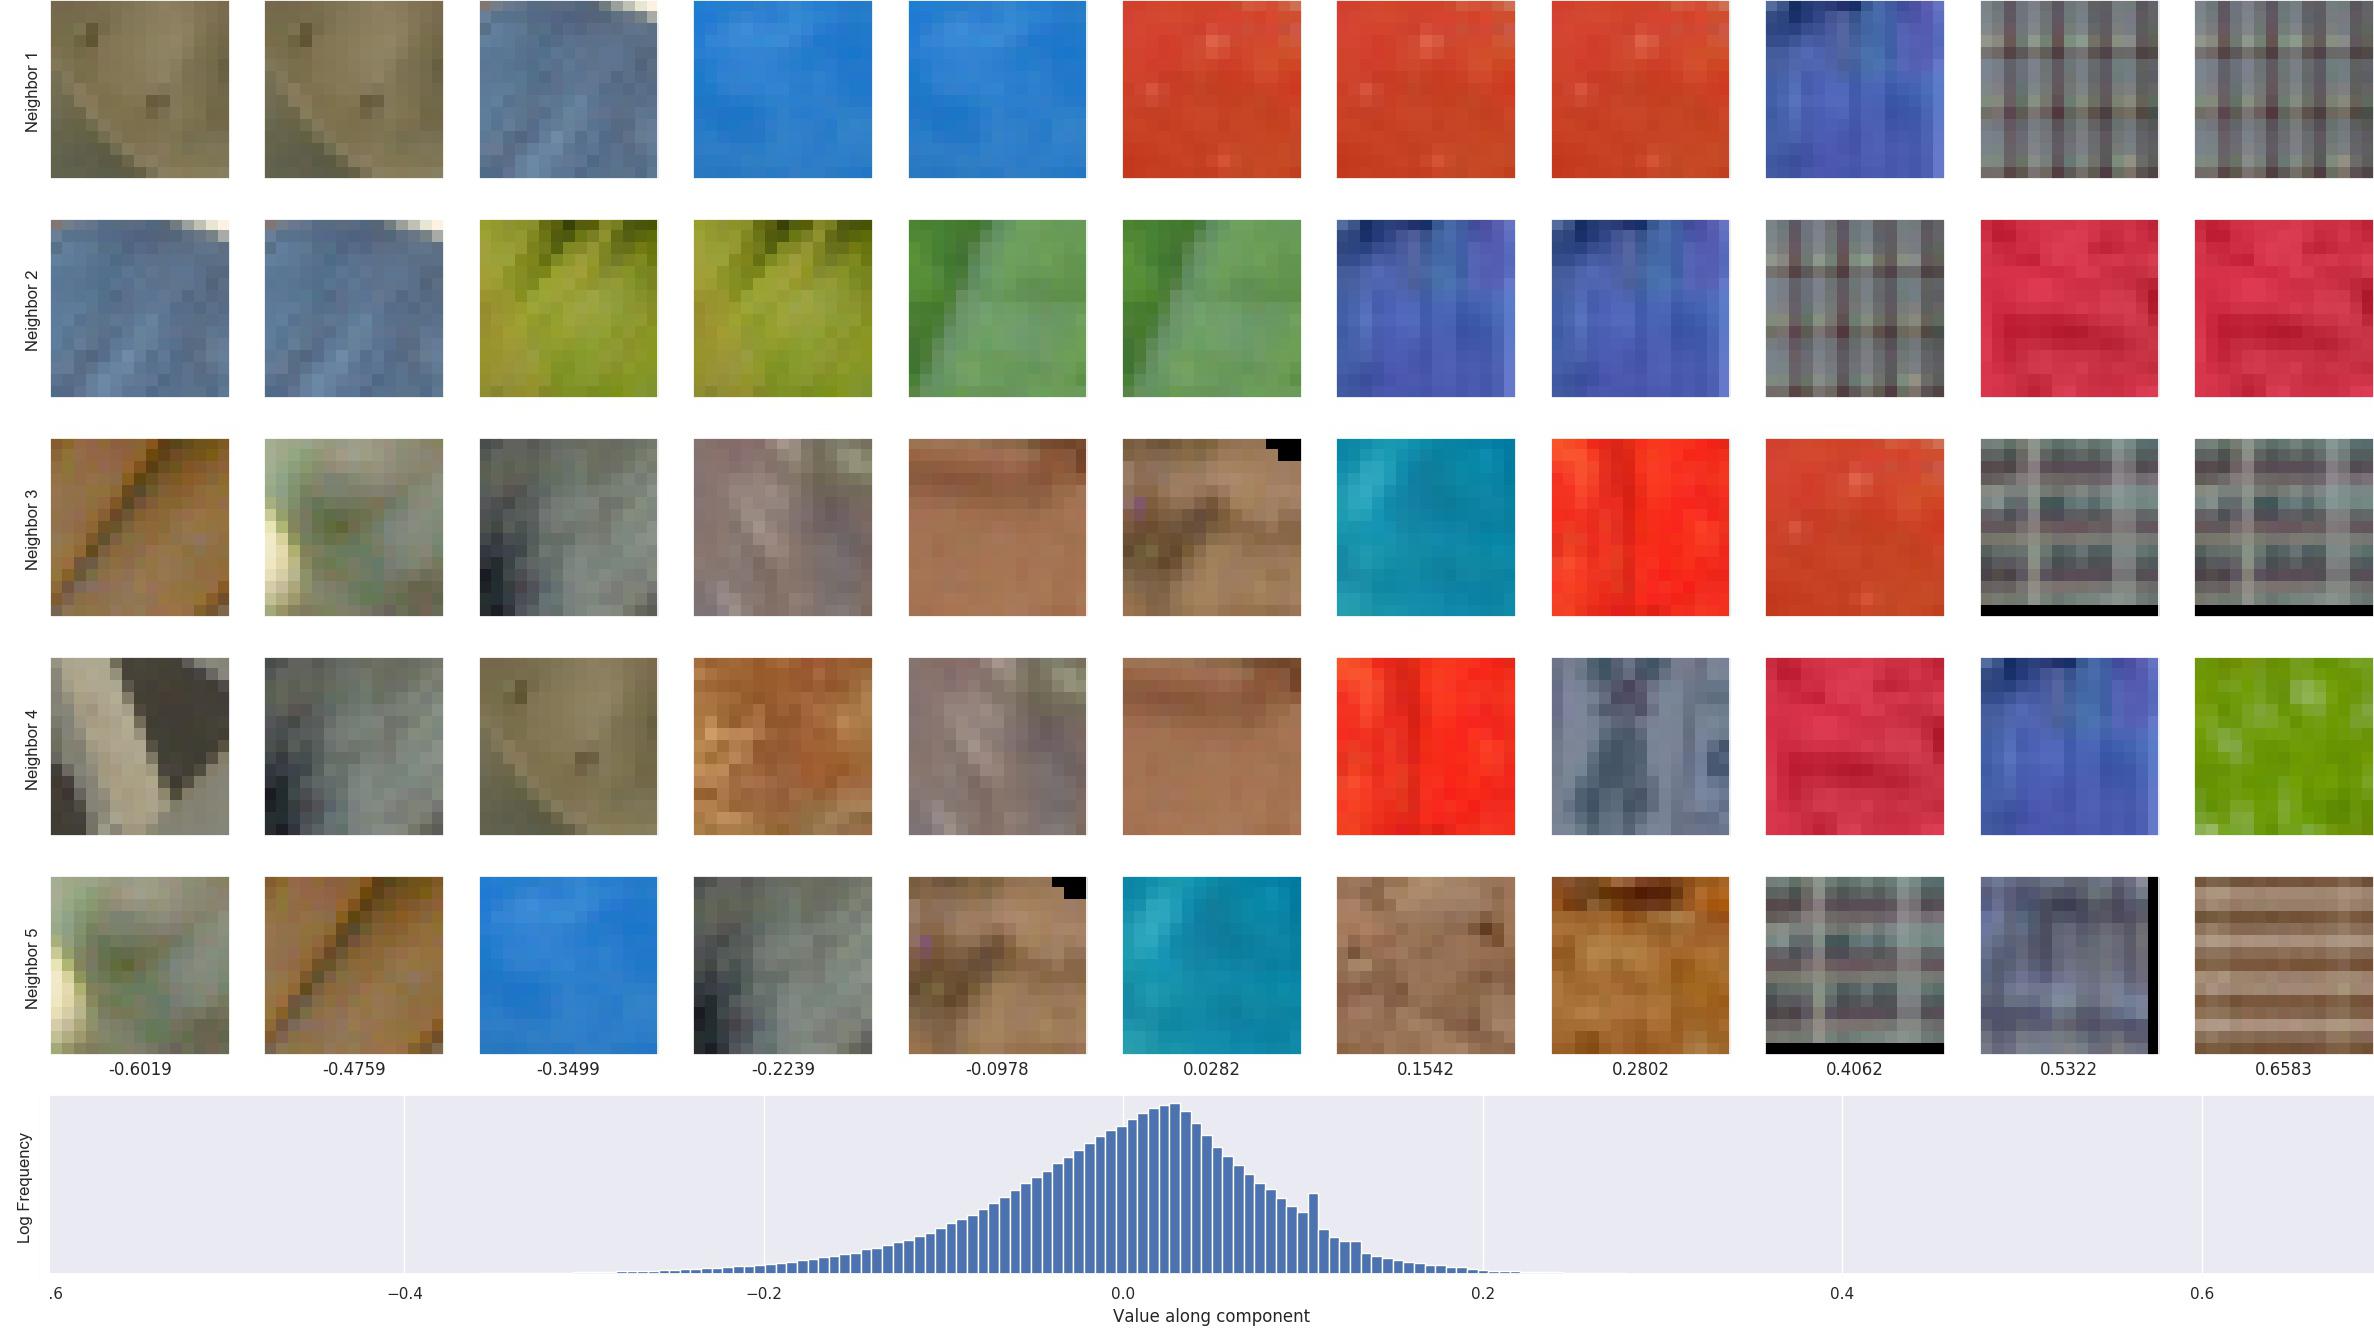 Neighbor 1
Neighbor 2
Neighbor 3
Neighbor 4
Neighbor 5
-0.6019 -0.4759 -0.3499 -0.2239 -0.0978 0.0282 0.1542 0.2802 0.4062 0.5322 0.6583
Log Frequency
.6 −0.4 −0.2 0.0 0.2 0.4 0.6
Value along component